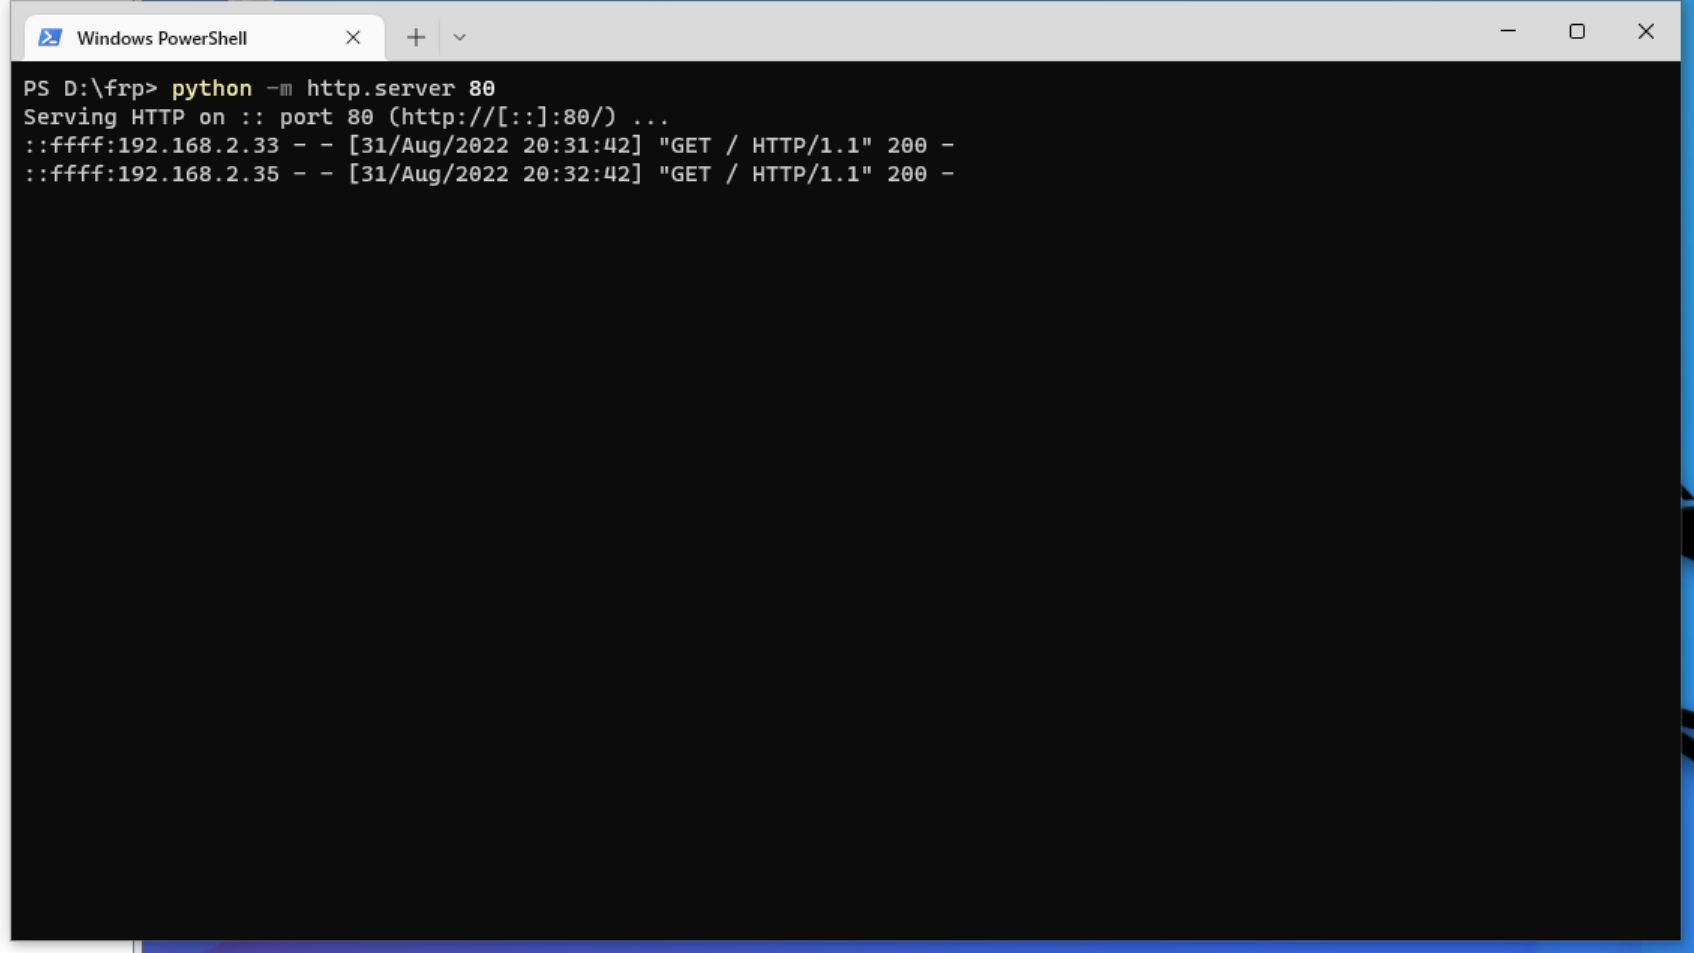 Windows PowerShell
PS D:\frp> python -m http.server 80
Serving HTTP on :: port 80 (http://[::]:80/) ...
::ffff:192.168.2.33 - - [31/Aug/2022 20:31:42] "GET / HTTP/1.1" 200 -
::ffff:192.168.2.35 - - [31/Aug/2022 20:32:42] "GET / HTTP/1.1" 200 -